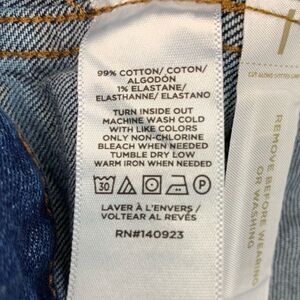 99% COTTON/ COTON/
ALGODÓN
1% ELASTANE/
ELASTHANNE/ ELASTANO
TURN INSIDE OUT
MACHINE WASH COLD
WITH LIKE COLORS
ONLY NON-CHLORINE
BLEACH WHEN NEEDED
TUMBLE DRY LOW
WARM IRON WHEN NEEDED
30 P
LAVER À L'ENVERS /
VOLTEAR AL REVÉS
RN#140923
REMOVE BEFORE WEARING
OR WASHING